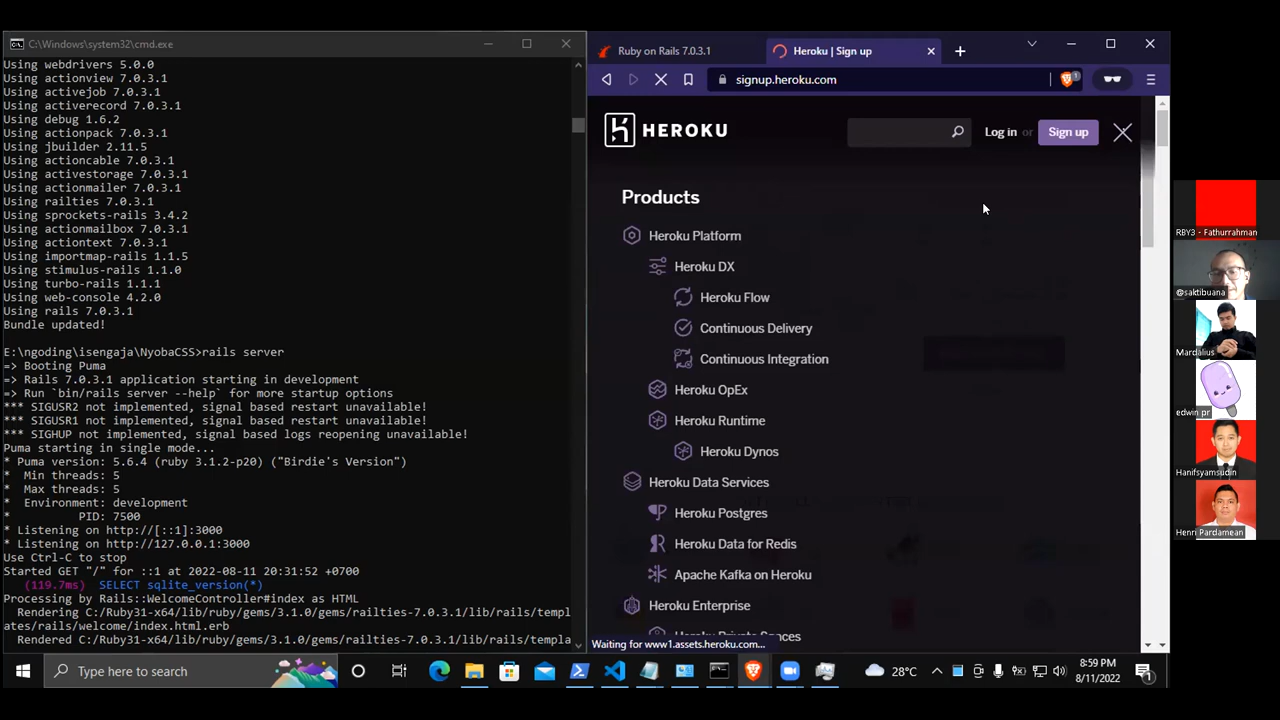 C:\Windows\system32\cmd.exe
Using webdrivers 5.0.0
Using actionview 7.0.3.1
Using activejob 7.0.3.1
Using activerecord 7.0.3.1
Using debug 1.6.2
Using actionpack 7.0.3.1
Using jbuilder 2.11.5
Using actioncable 7.0.3.1
Using activestorage 7.0.3.1
Using actionmailer 7.0.3.1
Using railties 7.0.3.1
Using sprockets-rails 3.4.2
Using actionmailbox 7.0.3.1
Using actiontext 7.0.3.1
Using importmap-rails 1.1.5
Using stimulus-rails 1.1.0
Using turbo-rails 1.1.1
Using web-console 4.2.0
Using rails 7.0.3.1
Bundle updated!
E:\ngoding\isengaja\NyobaCSS>rails server
=> Booting Puma
=> Rails 7.0.3.1 application starting in development
=> Run `bin/rails server --help` for more startup options
*** SIGUSR2 not implemented, signal based restart unavailable!
*** SIGUSR1 not implemented, signal based restart unavailable!
*** SIGHUP not implemented, signal based logs reopening unavailable!
Puma starting in single mode...
* Puma version: 5.6.4 (ruby 3.1.2-p20) ("Birdie's Version")
*  Min threads: 5
*  Max threads: 5
*  Environment: development
*          PID: 7500
* Listening on http://[::1]:3000
* Listening on http://127.0.0.1:3000
Use Ctrl-C to stop
Started GET "/" for ::1 at 2022-08-11 20:31:52 +0700
(119.7ms)  SELECT sqlite_version(*)
Processing by Rails::WelcomeController#index as HTML
Rendering C:/Ruby31-x64/lib/ruby/gems/3.1.0/gems/railties-7.0.3.1/lib/rails/templ
ates/rails/welcome/index.html.erb
Rendered C:/Ruby31-x64/lib/ruby/gems/3.1.0/gems/railties-7.0.3.1/lib/rails/templa
Ruby on Rails 7.0.3.1
Heroku | Sign up
signup.heroku.com
1
HEROKU
Log in or Sign up
Products
Heroku Platform
Heroku DX
Heroku Flow
Continuous Delivery
Continuous Integration
Heroku OpEx
Heroku Runtime
Heroku Dynos
Heroku Data Services
Heroku Postgres
Heroku Data for Redis
Apache Kafka on Heroku
Heroku Enterprise
Heroku Private Spaces
Waiting for www1.assets.heroku.com...
RBY3 - Fathurrahman
@saktibuana
Mardalius
edwin pr
Hanifsyamsudin
Henri Pardamean
Type here to search
28°C
8:59 PM
8/11/2022
1